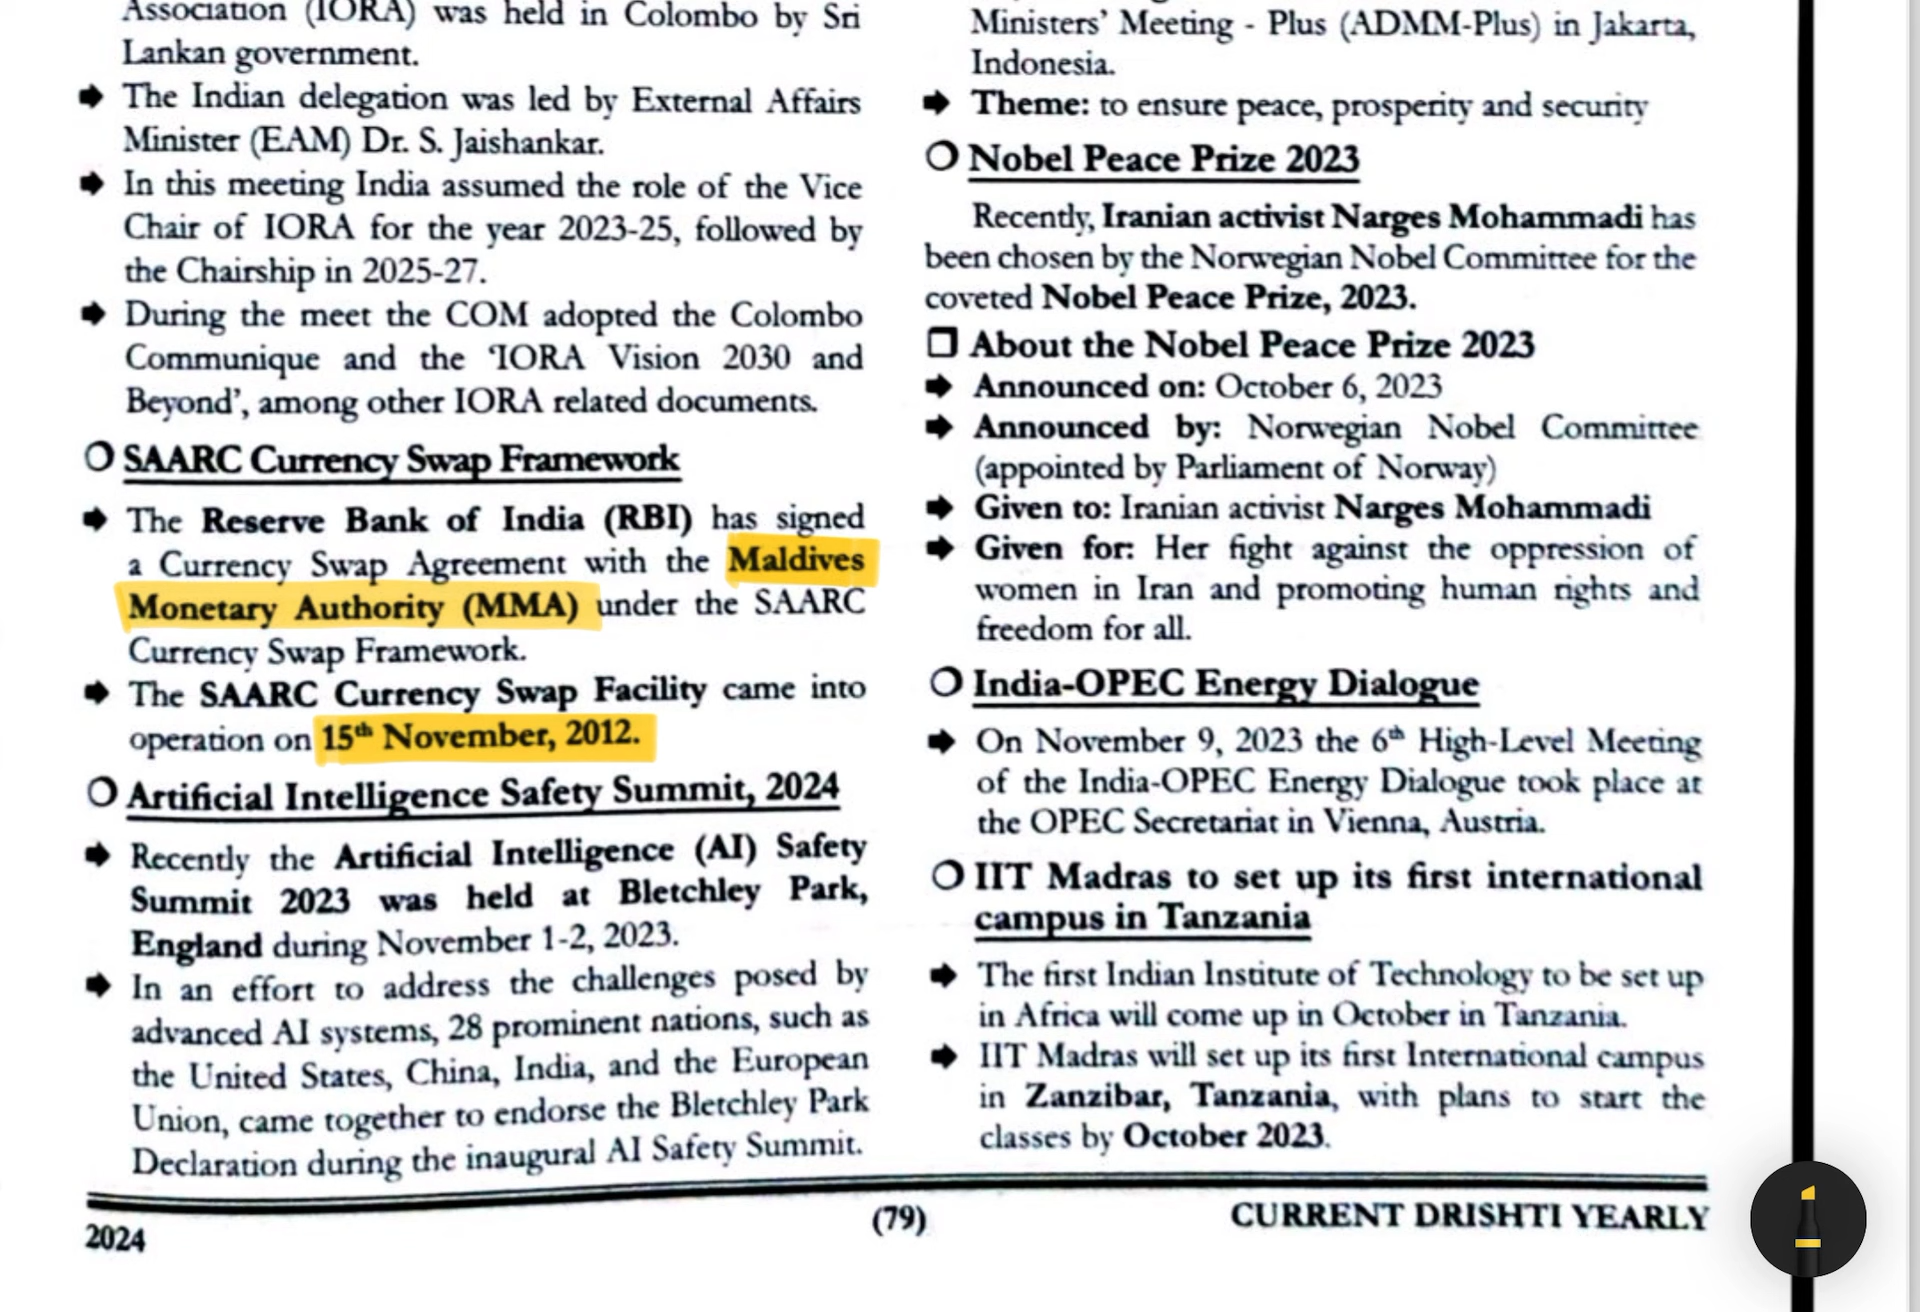 Association (IORA) was held in Colombo by Sri
Lankan government.
The Indian delegation was led by External Affairs
Minister (EAM) Dr. S. Jaishankar.
In this meeting India assumed the role of the Vice
Chair of IORA for the year 2023-25, followed by
the Chairship in 2025-27.
During the meet the COM adopted the Colombo
Communique and the ‘IORA Vision 2030 and
Beyond’, among other IORA related documents.
SAARC Currency Swap Framework
The Reserve Bank of India (RBI) has signed
a Currency Swap Agreement with the Maldives
Monetary Authority (MMA) under the SAARC
Currency Swap Framework.
The SAARC Currency Swap Facility came into
operation on 15th November, 2012.
Artificial Intelligence Safety Summit, 2024
Recently the Artificial Intelligence (AI) Safety
Summit 2023 was held at Bletchley Park,
England during November 1-2, 2023.
In an effort to address the challenges posed by
advanced AI systems, 28 prominent nations, such as
the United States, China, India, and the European
Union, came together to endorse the Bletchley Park
Declaration during the inaugural AI Safety Summit.
Ministers’ Meeting - Plus (ADMM-Plus) in Jakarta,
Indonesia.
Theme: to ensure peace, prosperity and security
Nobel Peace Prize 2023
Recently, Iranian activist Narges Mohammadi has
been chosen by the Norwegian Nobel Committee for the
coveted Nobel Peace Prize, 2023.
About the Nobel Peace Prize 2023
Announced on: October 6, 2023
Announced by: Norwegian Nobel Committee
(appointed by Parliament of Norway)
Given to: Iranian activist Narges Mohammadi
Given for: Her fight against the oppression of
women in Iran and promoting human rights and
freedom for all.
India-OPEC Energy Dialogue
On November 9, 2023 the 6th High-Level Meeting
of the India-OPEC Energy Dialogue took place at
the OPEC Secretariat in Vienna, Austria.
IIT Madras to set up its first international
campus in Tanzania
The first Indian Institute of Technology to be set up
in Africa will come up in October in Tanzania.
IIT Madras will set up its first International campus
in Zanzibar, Tanzania, with plans to start the
classes by October 2023.
2024
(79)
CURRENT DRISHTI YEARLY